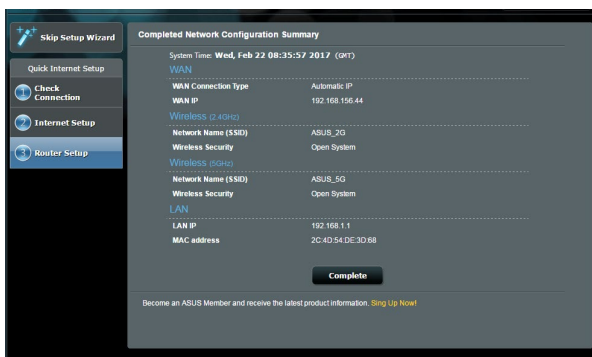 Skip Setup Wizard
Quick Internet Setup
1 Check
Connection
2 Internet Setup
3 Router Setup
Completed Network Configuration Summary
System Time: Wed, Feb 22 08:35:57 2017 (GMT)
WAN
WAN Connection Type Automatic IP
WAN IP 192.168.156.44
Wireless (2.4GHz)
Network Name (SSID) ASUS_2G
Wireless Security Open System
Wireless (5GHz)
Network Name (SSID) ASUS_5G
Wireless Security Open System
LAN
LAN IP 192.168.1.1
MAC address 2C:4D:54:DE:3D:68
Complete
Become an ASUS Member and receive the latest product information. Sing Up Now!